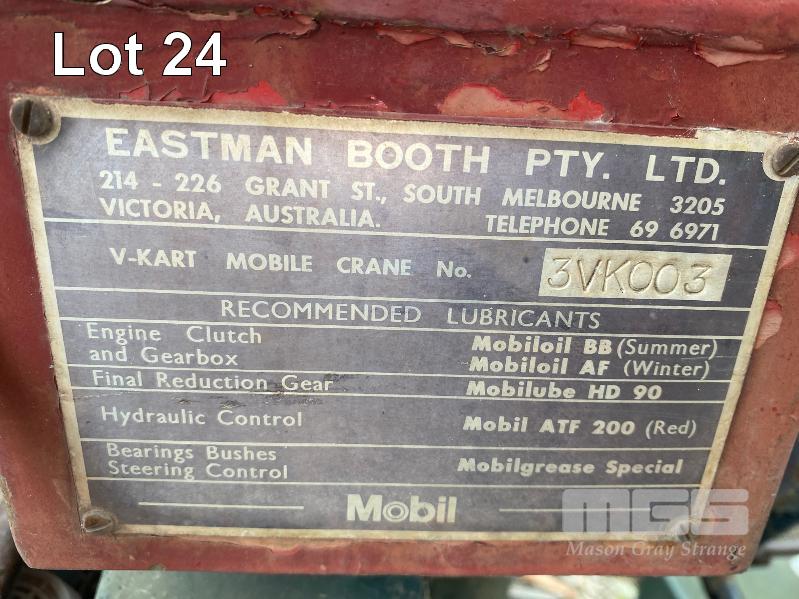 Lot 24
EASTMAN BOOTH PTY. LTD.
214 - 226 GRANT ST., SOUTH MELBOURNE 3205
VICTORIA, AUSTRALIA. TELEPHONE 69 6971
V-KART MOBILE CRANE No. 3VK003
RECOMMENDED LUBRICANTS
Engine Clutch and Gearbox
Mobiloil BB (Summer)
Mobiloil AF (Winter)
Final Reduction Gear Mobilube HD 90
Hydraulic Control Mobil ATF 200 (Red)
Bearings Bushes
Steering Control Mobilgrease Special
Mobil
MGS
Mason Gray Strange